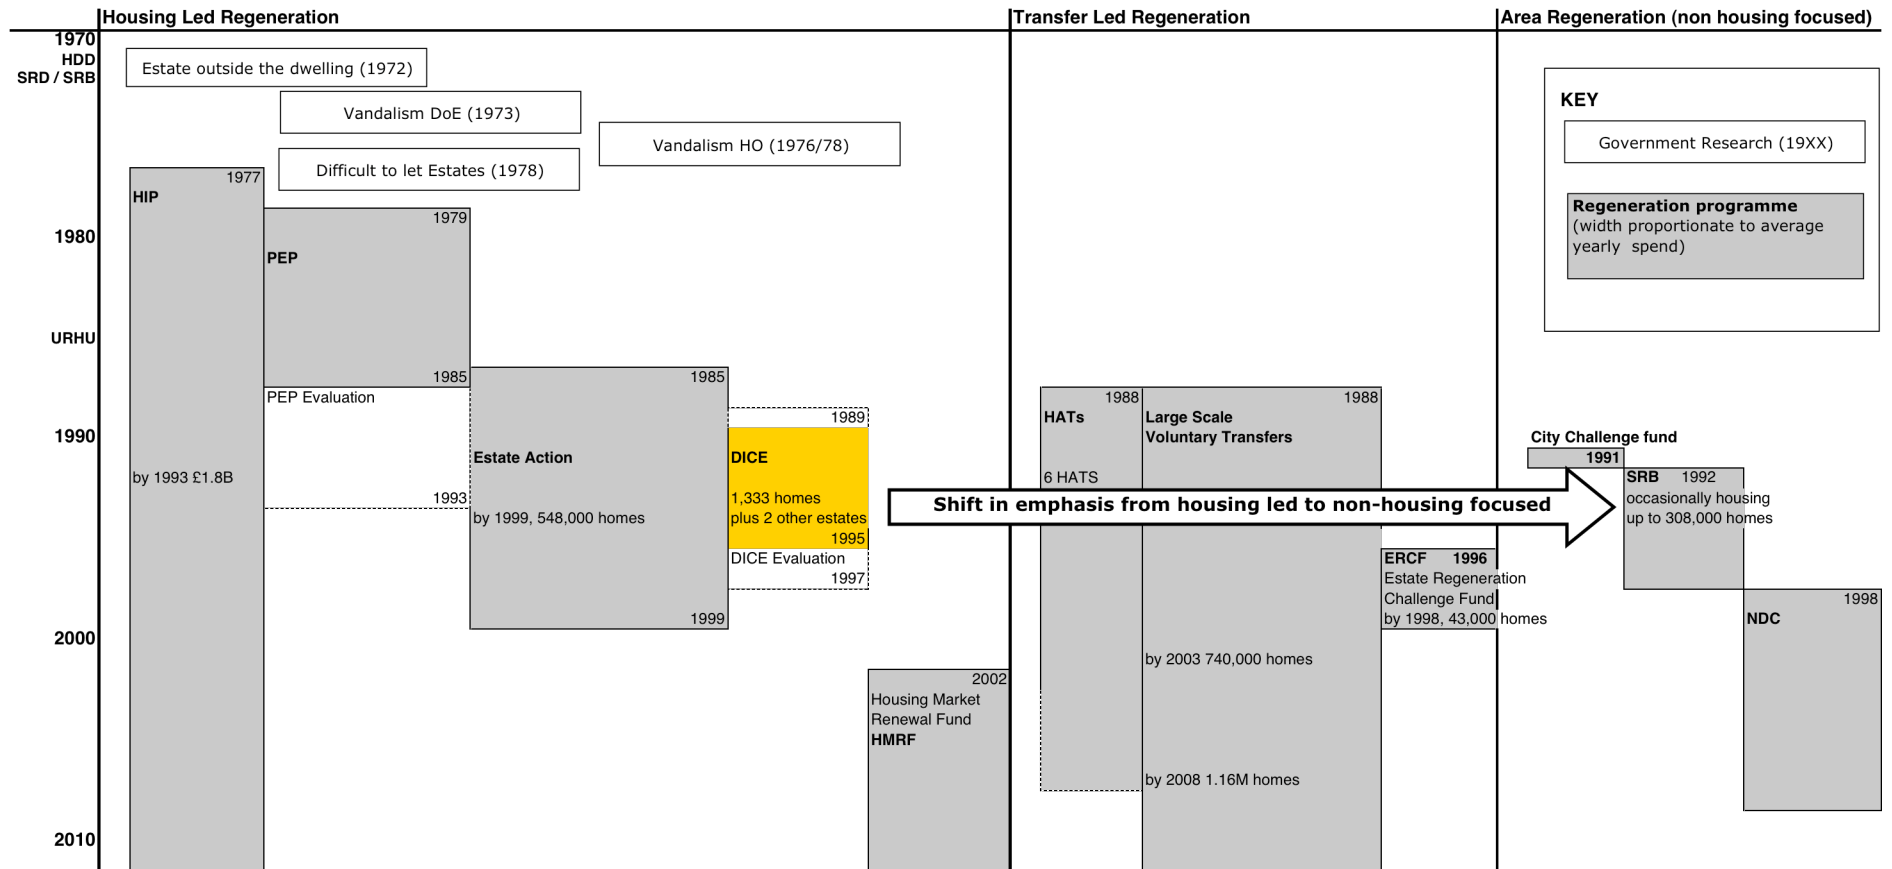 Housing Led Regeneration
Transfer Led Regeneration
Area Regeneration (non housing focused)
1970
HDD
SRD / SRB
1980
URHU
1990
2000
2010
Estate outside the dwelling (1972)
Vandalism DoE (1973)
Vandalism HO (1976/78)
Difficult to let Estates (1978)
1977
HIP
by 1993 £1.8B
1979
PEP
1985
PEP Evaluation
1993
1985
Estate Action
by 1999, 548,000 homes
1999
1989
DICE
1,333 homes
plus 2 other estates
1995
DICE Evaluation
1997
2002
Housing Market
Renewal Fund
HMRF
Shift in emphasis from housing led to non-housing focused
1988
HATs
6 HATS
1988
Large Scale
Voluntary Transfers
by 2003 740,000 homes
by 2008 1.16M homes
ERCF 1996
Estate Regeneration
Challenge Fund
by 1998, 43,000 homes
KEY
Government Research (19XX)
Regeneration programme
(width proportionate to average
yearly spend)
City Challenge fund
1991
SRB 1992
occasionally housing
up to 308,000 homes
1998
NDC